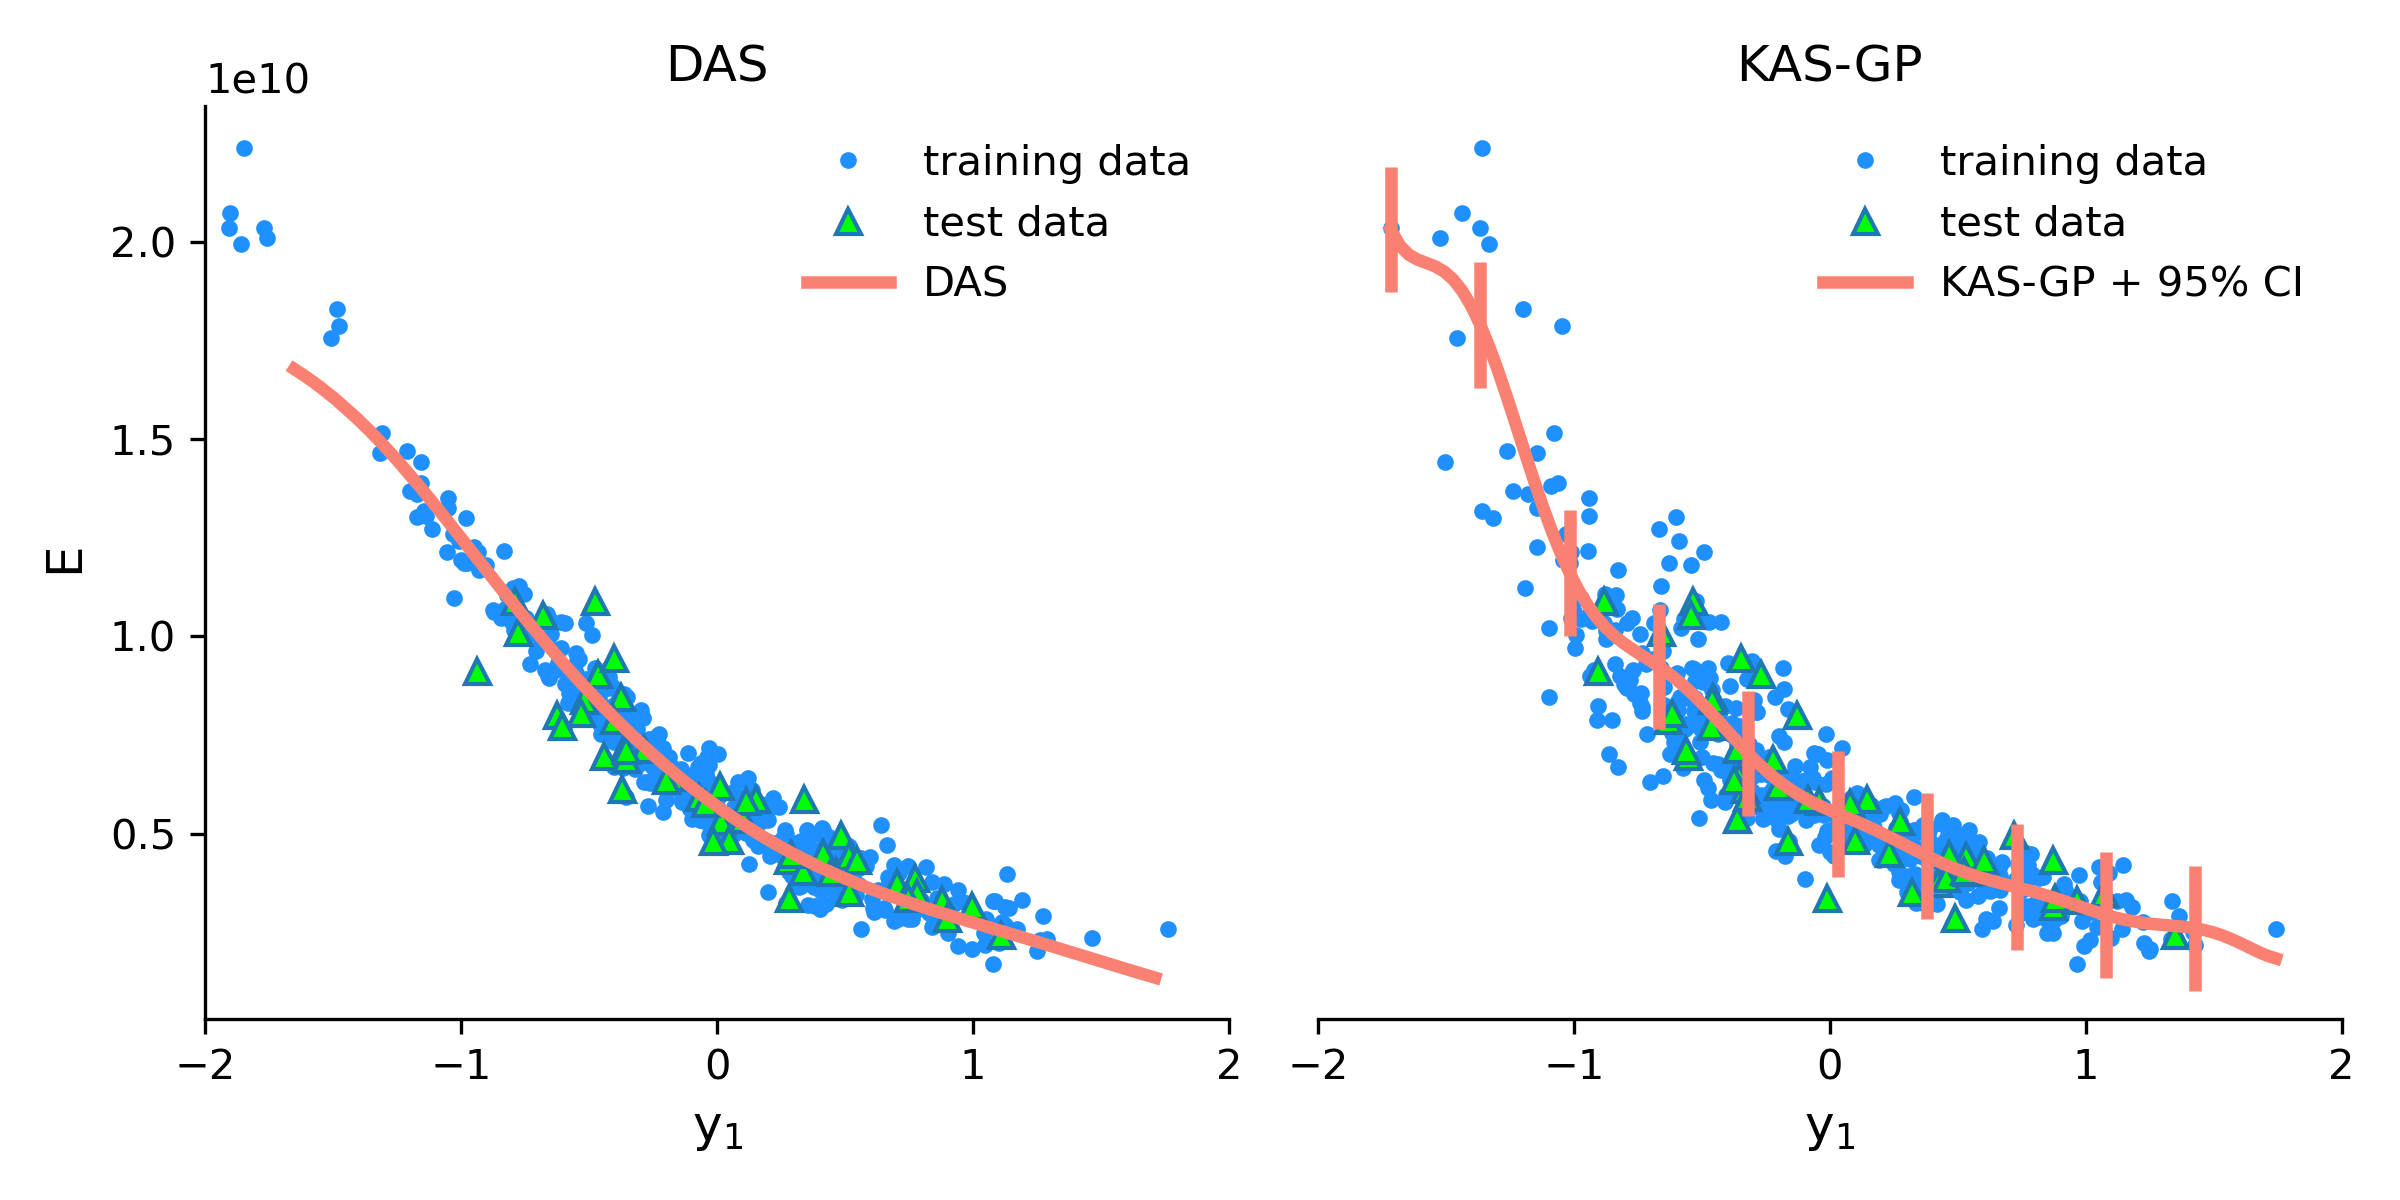 DAS
1e10
training data
test data
DAS
E
2.0
1.5
1.0
0.5
−2
−1
0
1
2
y₁
KAS-GP
training data
test data
KAS-GP + 95% CI
−2
−1
0
1
2
y₁